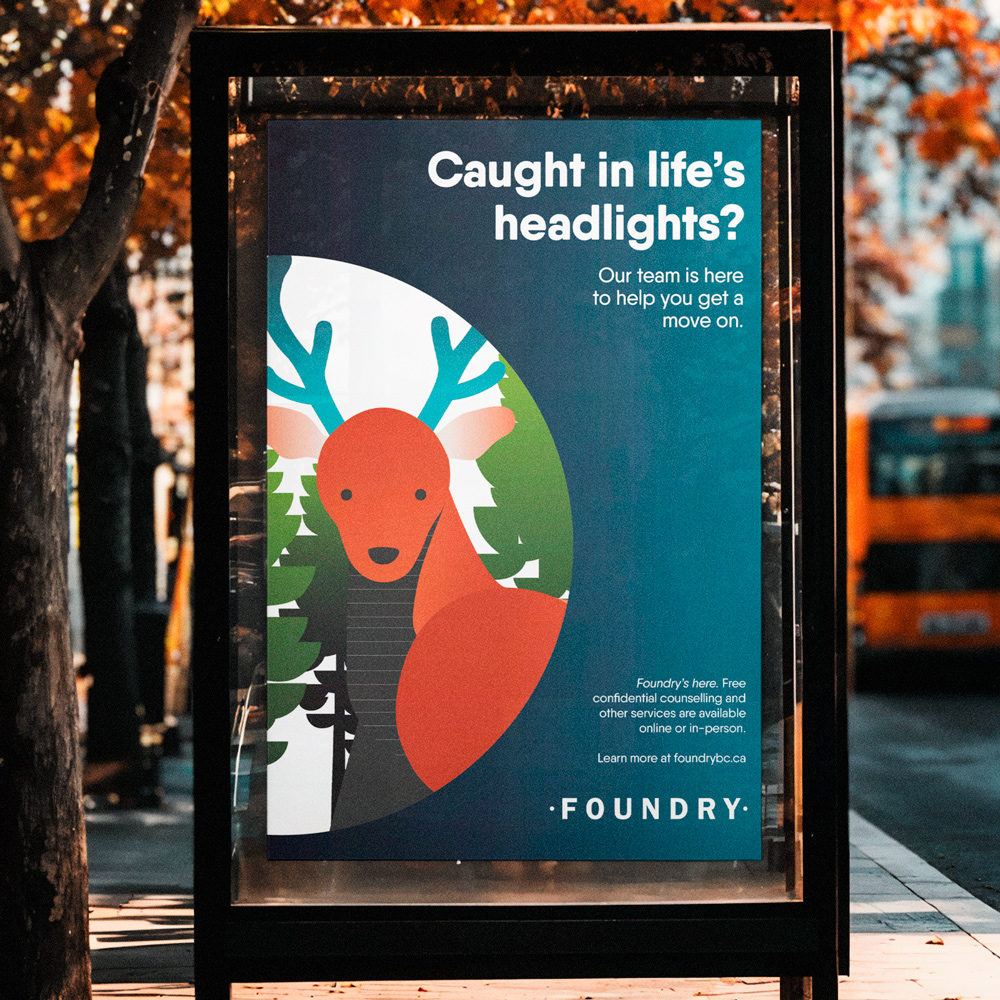 Caught in life’s
headlights?
Our team is here
to help you get a
move on.
Foundry's here. Free
confidential counselling and
other services are available
online or in-person.
Learn more at foundrybc.ca
·FOUNDRY·